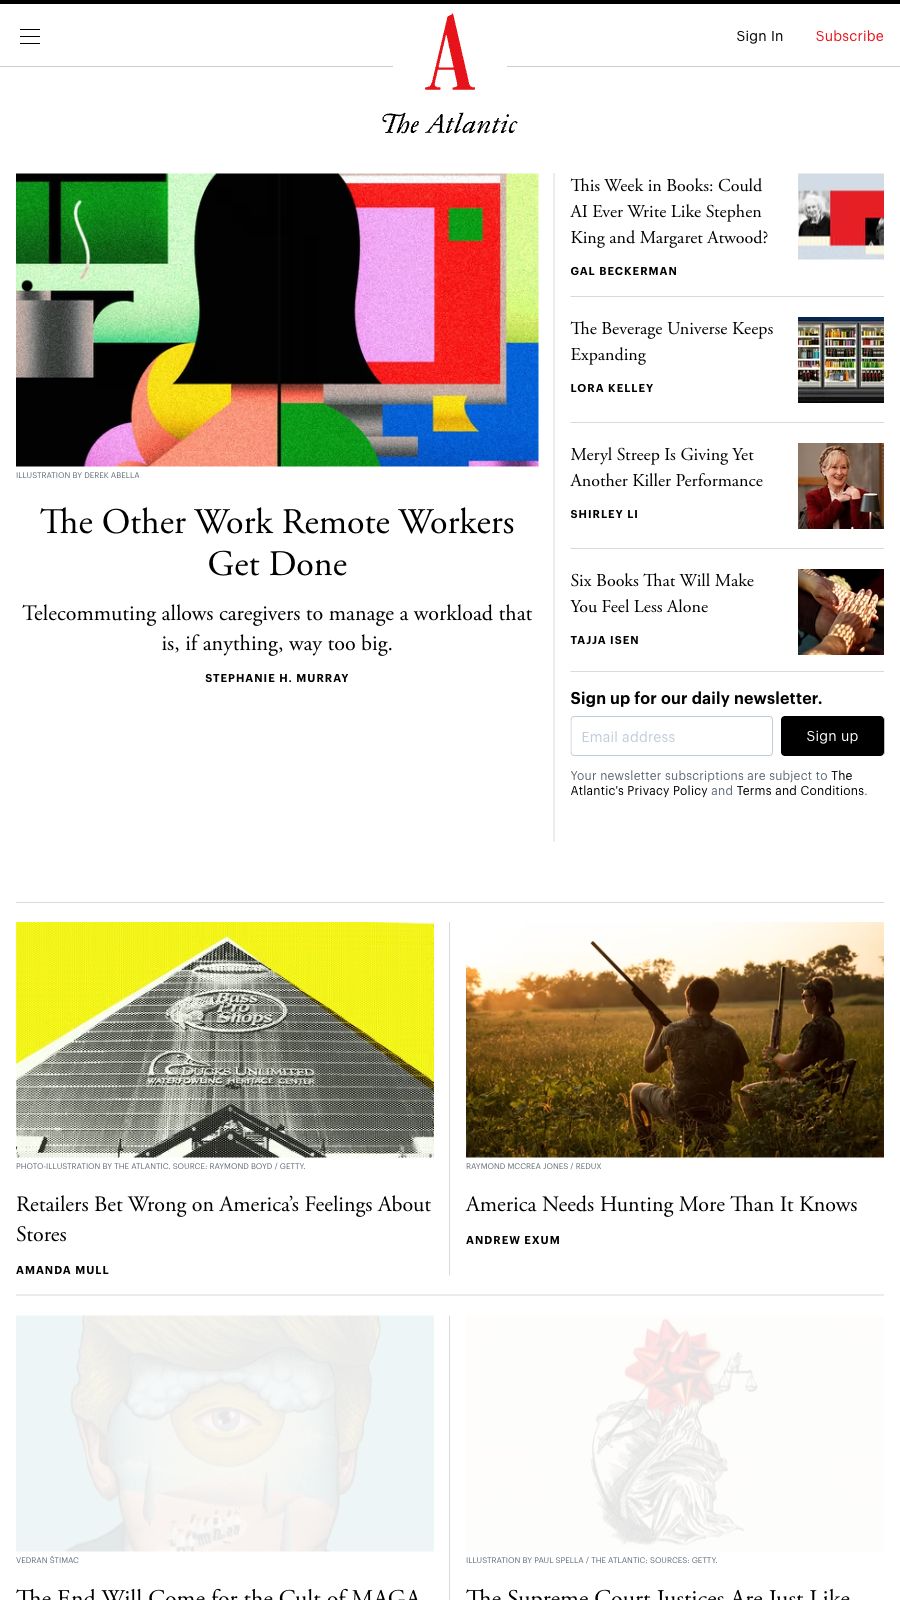 Sign In
Subscribe
A
The Atlantic
ILLUSTRATION BY DEREK ABELLA
The Other Work Remote Workers
Get Done
Telecommuting allows caregivers to manage a workload that
is, if anything, way too big.
STEPHANIE H. MURRAY
This Week in Books: Could
AI Ever Write Like Stephen
King and Margaret Atwood?
GAL BECKERMAN
The Beverage Universe Keeps
Expanding
LORA KELLEY
Meryl Streep Is Giving Yet
Another Killer Performance
SHIRLEY LI
Six Books That Will Make
You Feel Less Alone
TAJJA ISEN
Sign up for our daily newsletter.
Email address
Sign up
Your newsletter subscriptions are subject to The
Atlantic's Privacy Policy and Terms and Conditions.
Bass
Pro
Shops
DUCKS UNLIMITED
WATERFOWLING HERITAGE CENTER
PHOTO-ILLUSTRATION BY THE ATLANTIC. SOURCE: RAYMOND BOYD / GETTY.
Retailers Bet Wrong on America’s Feelings About
Stores
AMANDA MULL
RAYMOND MCCREA JONES / REDUX
America Needs Hunting More Than It Knows
ANDREW EXUM
VEDRAN ŠTIMAC
The End Will Come for the Cult of MAGA
ILLUSTRATION BY PAUL SPELLA / THE ATLANTIC; SOURCES: GETTY.
The Supreme Court Justices Are Just Like